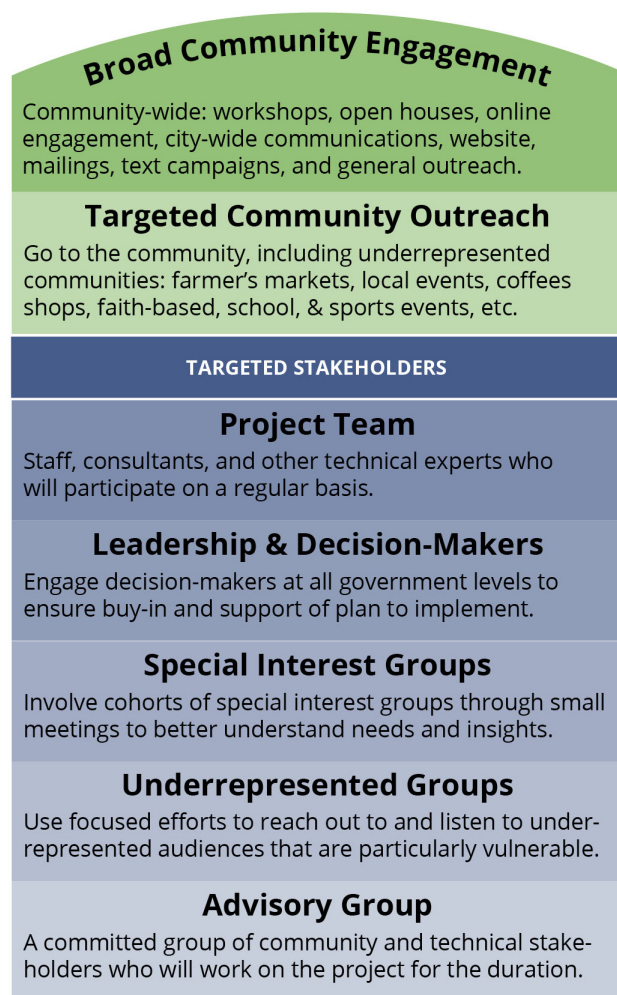 Broad Community Engagement
Community-wide: workshops, open houses, online
engagement, city-wide communications, website,
mailings, text campaigns, and general outreach.
Targeted Community Outreach
Go to the community, including underrepresented
communities: farmer’s markets, local events, coffees
shops, faith-based, school, & sports events, etc.
TARGETED STAKEHOLDERS
Project Team
Staff, consultants, and other technical experts who
will participate on a regular basis.
Leadership & Decision-Makers
Engage decision-makers at all government levels to
ensure buy-in and support of plan to implement.
Special Interest Groups
Involve cohorts of special interest groups through small
meetings to better understand needs and insights.
Underrepresented Groups
Use focused efforts to reach out to and listen to under-
represented audiences that are particularly vulnerable.
Advisory Group
A committed group of community and technical stake-
holders who will work on the project for the duration.